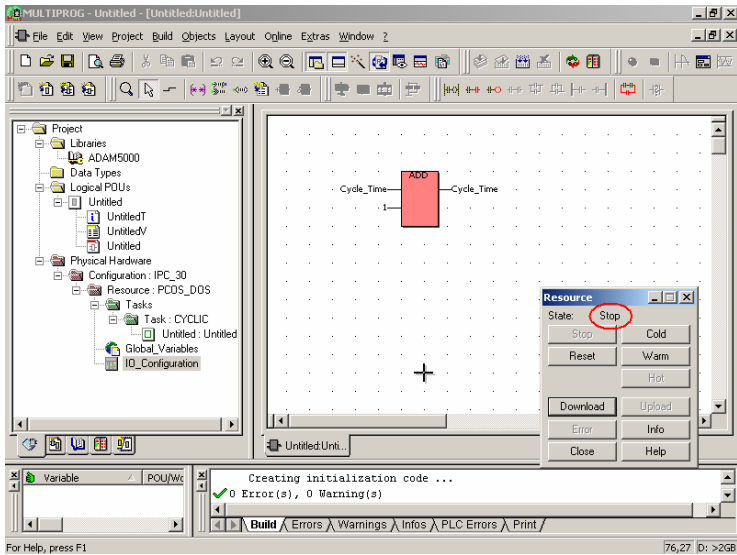 MULTIPROG - Untitled - [Untitled:Untitled]
File Edit View Project Build Objects Layout Online Extras Window ?
Project
Libraries
ADAM5000
Data Types
Logical POUs
Untitled
UntitledT
UntitledV
Untitled
Physical Hardware
Configuration : IPC_30
Resource : PCOS_DOS
Tasks
Task : CYCLIC
Untitled : Untitled
Global_Variables
IO_Configuration
ADD
Cycle_Time
Cycle_Time
1
Untitled:Unti...
Resource
State: Stop
Stop Cold
Reset Warm
Hot
Download Upload
Error Info
Close Help
Variable POU/Wo
Creating initialization code ...
0 Error(s), 0 Warning(s)
Build Errors Warnings Infos PLC Errors Print
For Help, press F1
76,27 D: >2GB